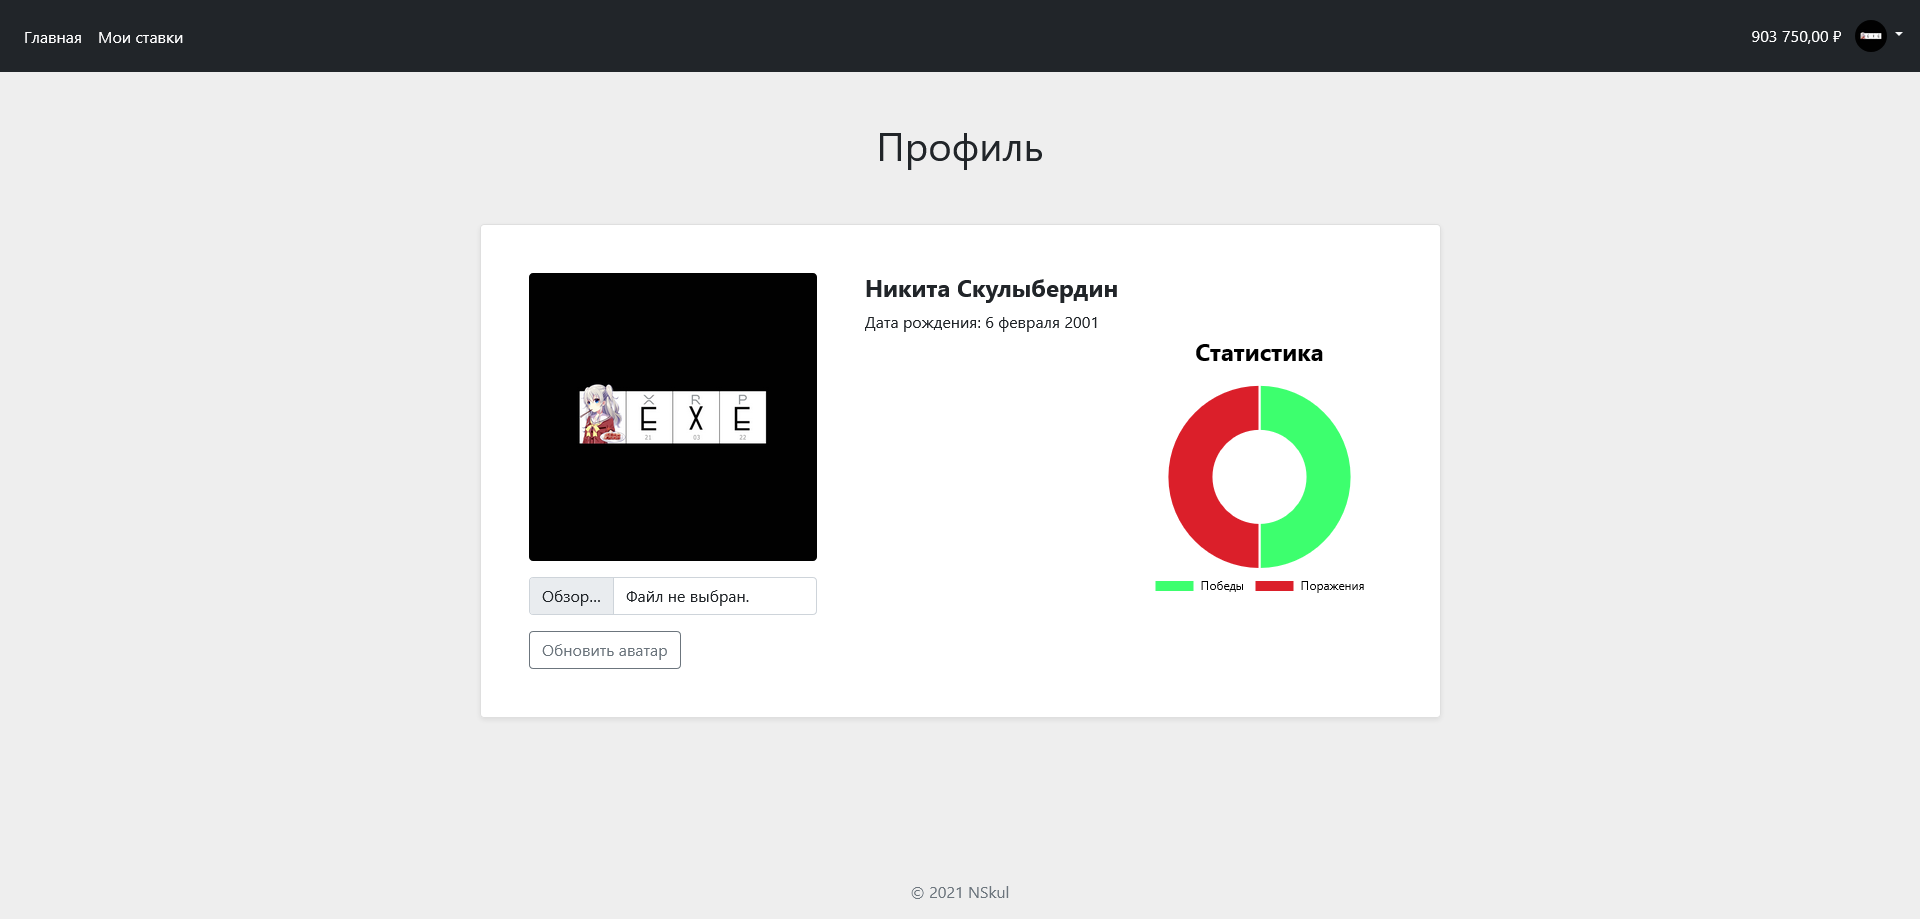 Главная Мои ставки 903 750,00 ₽
Профиль
Никита Скулыбердин
Дата рождения: 6 февраля 2001
Статистика
X R P
E X E
21 03 22
Победы Поражения
Обзор... Файл не выбран.
Обновить аватар
© 2021 NSkul